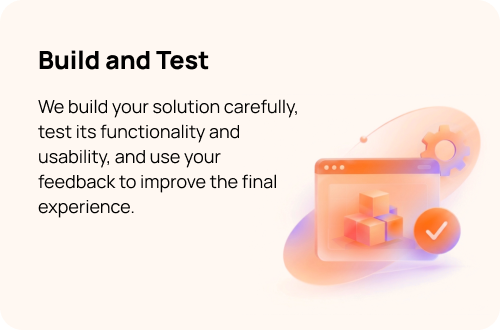 Build and Test
We build your solution carefully,
test its functionality and
usability, and use your
feedback to improve the final
experience.